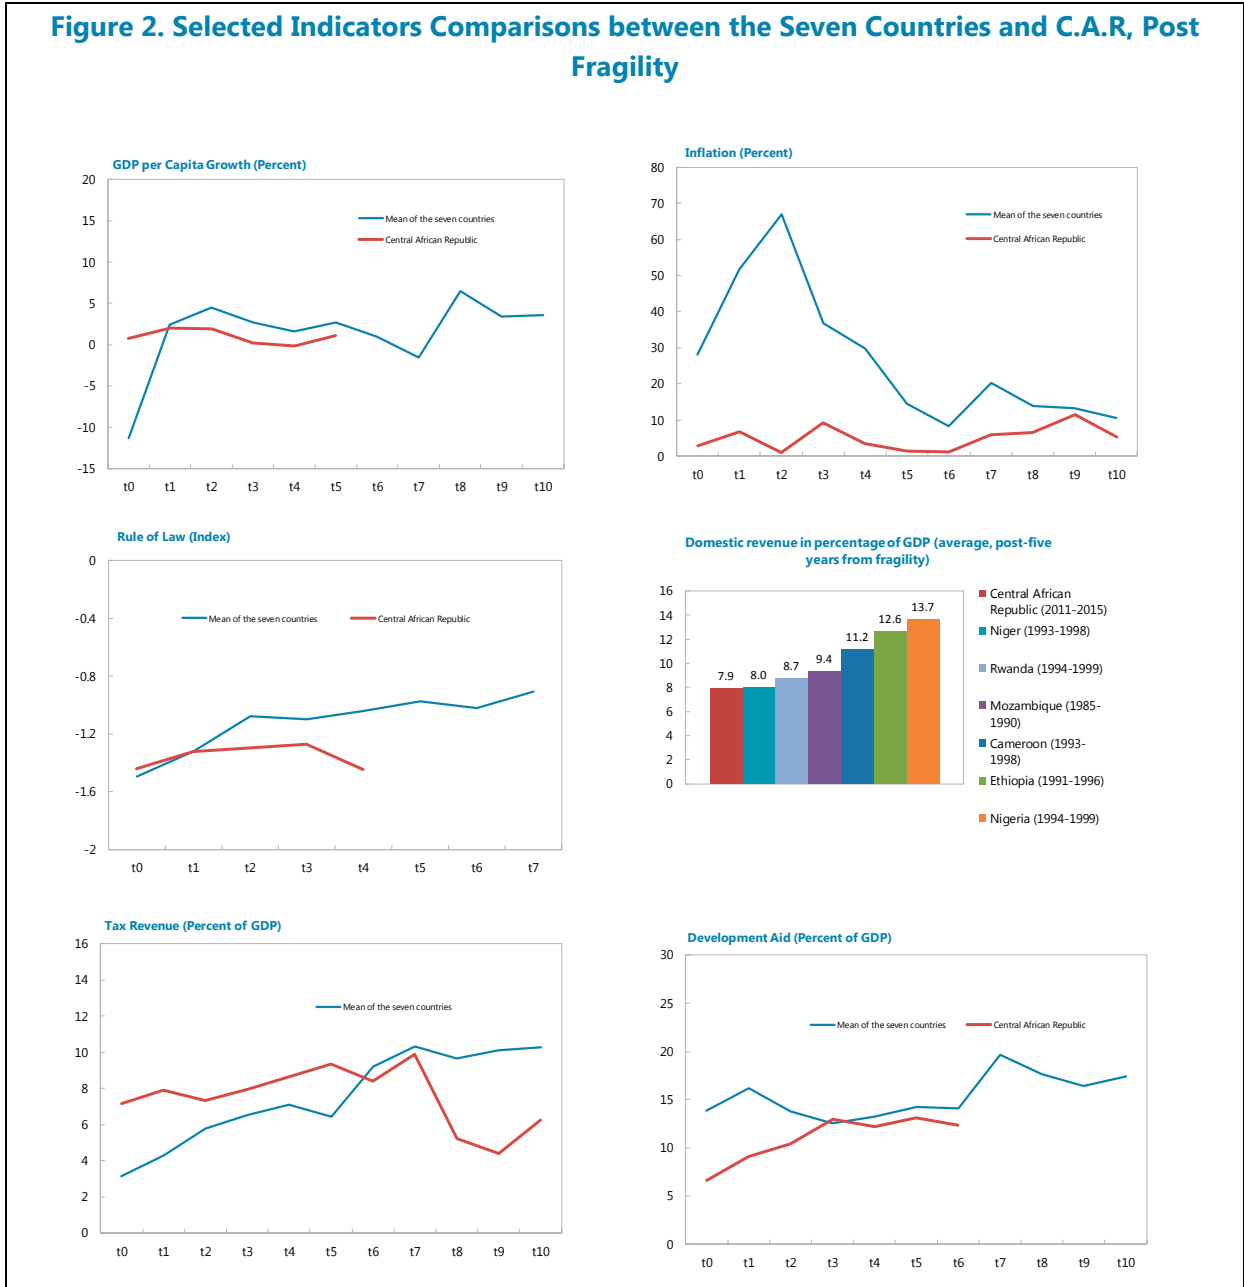 Figure 2. Selected Indicators Comparisons between the Seven Countries and C.A.R, Post
Fragility
GDP per Capita Growth (Percent)
20
15
10
5
0
-5
-10
-15
Mean of the seven countries
Central African Republic
t0 t1 t2 t3 t4 t5 t6 t7 t8 t9 t10
Inflation (Percent)
80
70
60
50
40
30
20
10
0
Mean of the seven countries
Central African Republic
t0 t1 t2 t3 t4 t5 t6 t7 t8 t9 t10
Rule of Law (Index)
0
-0.4
-0.8
-1.2
-1.6
-2
Mean of the seven countries Central African Republic
t0 t1 t2 t3 t4 t5 t6 t7
Domestic revenue in percentage of GDP (average, post-five
years from fragility)
16
14
12
10
8
6
4
2
0
7.9 8.0 8.7 9.4 11.2 12.6 13.7
Central African
Republic (2011-2015)
Niger (1993-1998)
Rwanda (1994-1999)
Mozambique (1985-
1990)
Cameroon (1993-
1998)
Ethiopia (1991-1996)
Nigeria (1994-1999)
Tax Revenue (Percent of GDP)
16
14
12
10
8
6
4
2
0
Mean of the seven countries
t0 t1 t2 t3 t4 t5 t6 t7 t8 t9 t10
Development Aid (Percent of GDP)
30
25
20
15
10
5
0
Mean of the seven countries Central African Republic
t0 t1 t2 t3 t4 t5 t6 t7 t8 t9 t10